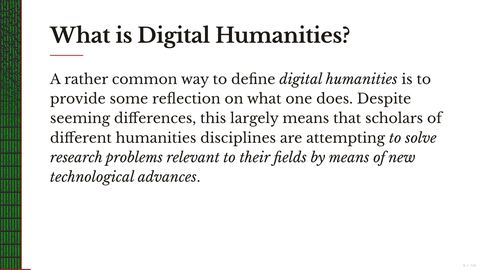 What is Digital Humanities?
A rather common way to define digital humanities is to
provide some reflection on what one does. Despite
seeming differences, this largely means that scholars of
different humanities disciplines are attempting to solve
research problems relevant to their fields by means of new
technological advances.